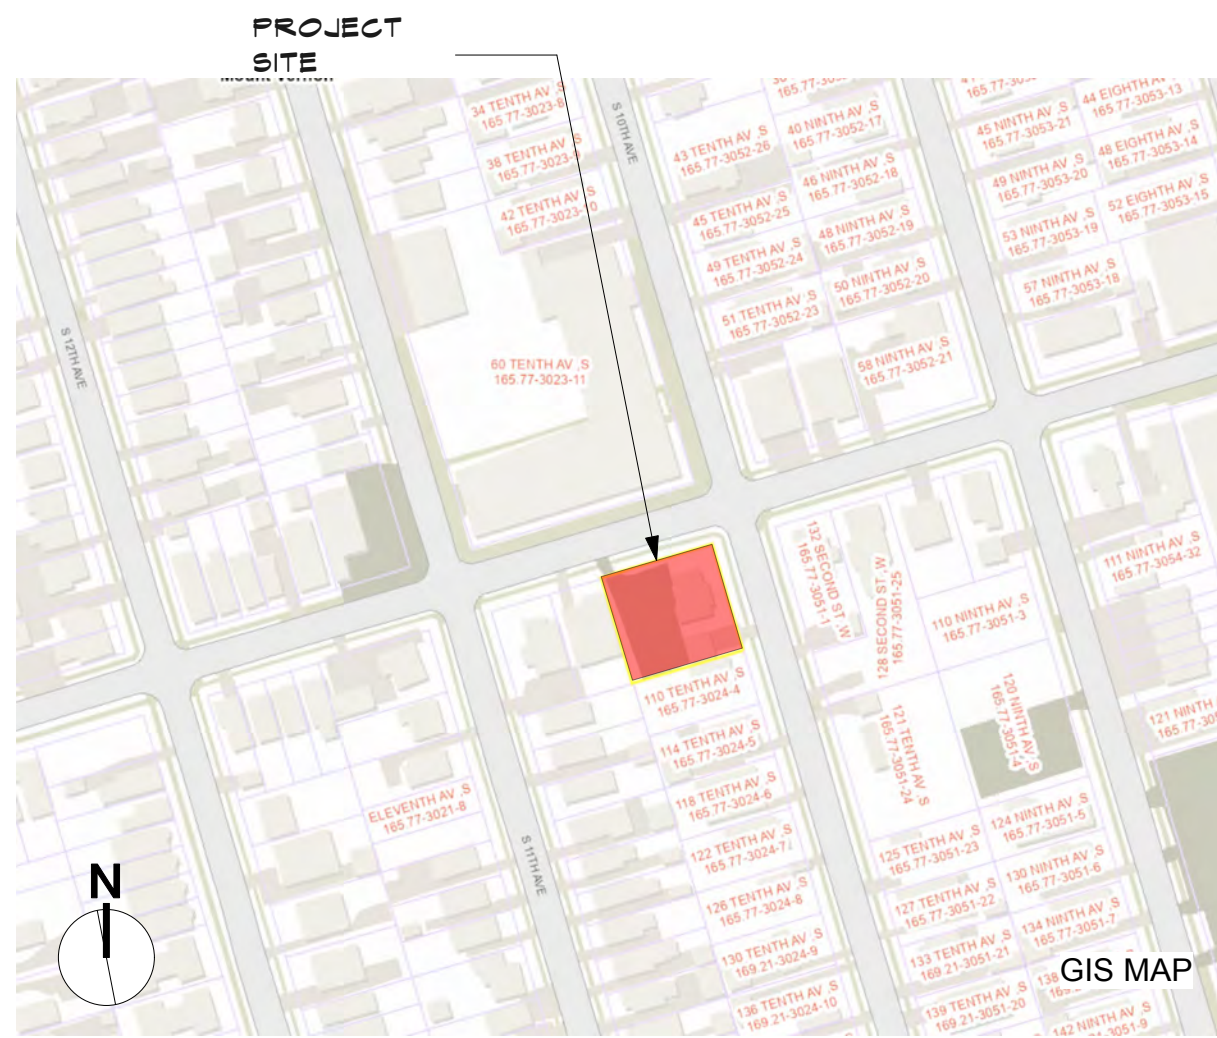 PROJECT
SITE
Mount Vernon
34 TENTH AV ,S
165.77-3023-8
38 TENTH AV ,S
165.77-3023-9
42 TENTH AV ,S
165.77-3023-10
S 10TH AVE
43 TENTH AV ,S
165.77-3052-26
40 NINTH AV ,S
165.77-3052-17
45 NINTH AV ,S
165.77-3053-21
44 EIGHTH AV ,S
165.77-3053-13
48 EIGHTH AV ,S
165.77-3053-14
46 NINTH AV ,S
165.77-3052-18
49 NINTH AV ,S
165.77-3053-20
52 EIGHTH AV ,S
165.77-3053-15
45 TENTH AV ,S
165.77-3052-25
48 NINTH AV ,S
165.77-3052-19
53 NINTH AV ,S
165.77-3053-19
49 TENTH AV ,S
165.77-3052-24
50 NINTH AV ,S
165.77-3052-20
57 NINTH AV ,S
165.77-3053-18
51 TENTH AV ,S
165.77-3052-23
58 NINTH AV ,S
165.77-3052-21
S 12TH AVE
60 TENTH AV ,S
165.77-3023-11
132 SECOND ST ,W
165.77-3051-1
128 SECOND ST ,W
165.77-3051-25
111 NINTH AV ,S
165.77-3054-32
110 NINTH AV ,S
165.77-3051-3
110 TENTH AV ,S
165.77-3024-4
120 NINTH AV ,S
165.77-3051-4
121 TENTH AV ,S
165.77-3051-24
121 NINTH
114 TENTH AV ,S
165.77-3024-5
118 TENTH AV ,S
165.77-3024-6
ELEVENTH AV ,S
165.77-3021-8
124 NINTH AV ,S
165.77-3051-5
122 TENTH AV ,S
165.77-3024-7
125 TENTH AV ,S
165.77-3051-23
130 NINTH AV ,S
165.77-3051-6
S 11TH AVE
126 TENTH AV ,S
165.77-3024-8
127 TENTH AV ,S
165.77-3051-22
134 NINTH AV ,S
165.77-3051-7
130 TENTH AV ,S
169.21-3024-9
133 TENTH AV ,S
169.21-3051-21
138
136 TENTH AV ,S
169.21-3024-10
139 TENTH AV ,S
169.21-3051-20
142 NINTH AV ,S
N
GIS MAP